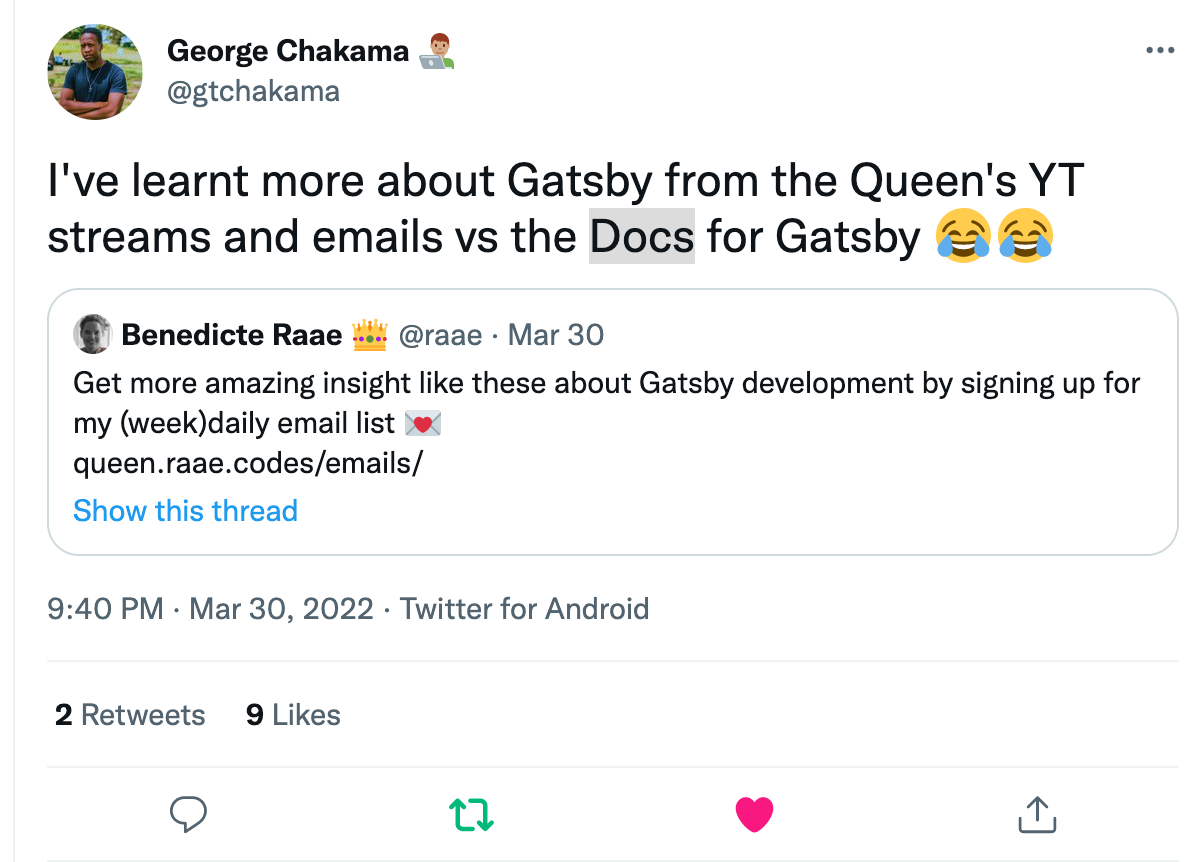 George Chakama 👨🏽‍💻
@gtchakama
I've learnt more about Gatsby from the Queen's YT
streams and emails vs the Docs for Gatsby 😂😂
Benedicte Raae 👑 @raae · Mar 30
Get more amazing insight like these about Gatsby development by signing up for
my (week)daily email list 💌
queen.raae.codes/emails/
Show this thread
9:40 PM · Mar 30, 2022 · Twitter for Android
2 Retweets 9 Likes